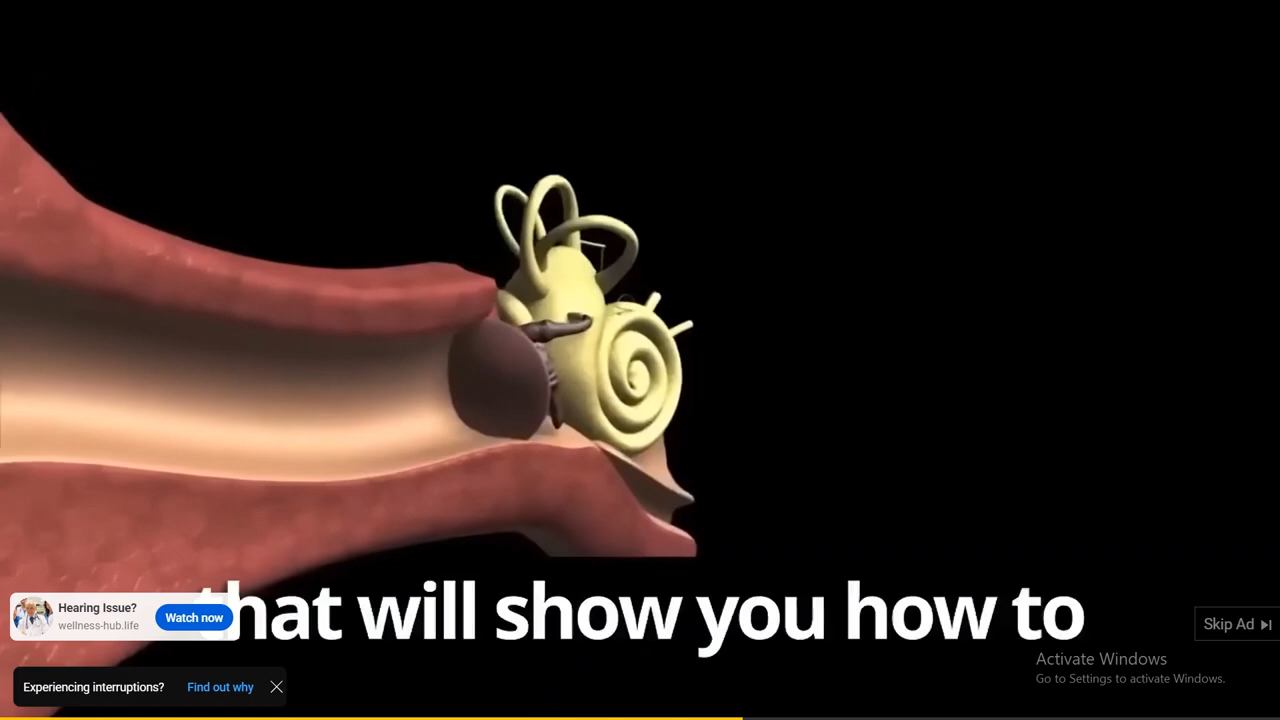 that will show you how to
Hearing Issue?
wellness-hub.life
Watch now
Skip Ad
Activate Windows
Go to Settings to activate Windows.
Experiencing interruptions?
Find out why